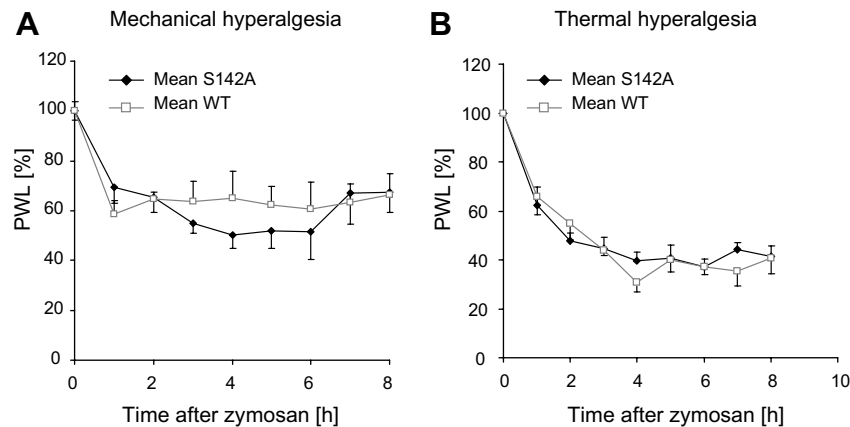 A
Mechanical hyperalgesia
120
100
80
60
40
20
0
PWL [%]
Mean S142A
Mean WT
0
2
4
6
8
Time after zymosan [h]
B
Thermal hyperalgesia
120
100
80
60
40
20
0
PWL [%]
Mean S142A
Mean WT
0
2
4
6
8
10
Time after zymosan [h]